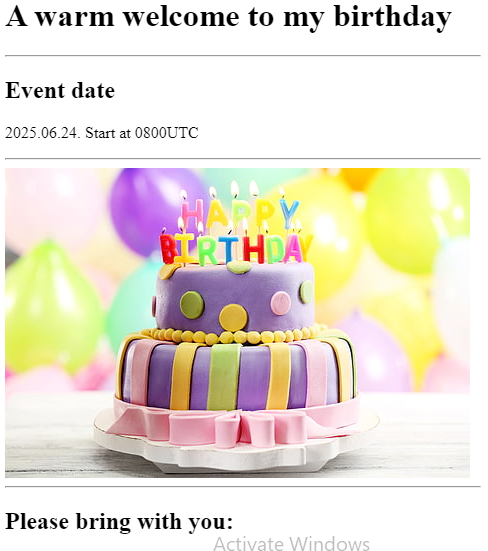 A warm welcome to my birthday
Event date
2025.06.24. Start at 0800UTC
HAPPY
BIRTHDAY
Please bring with you:
Activate Windows